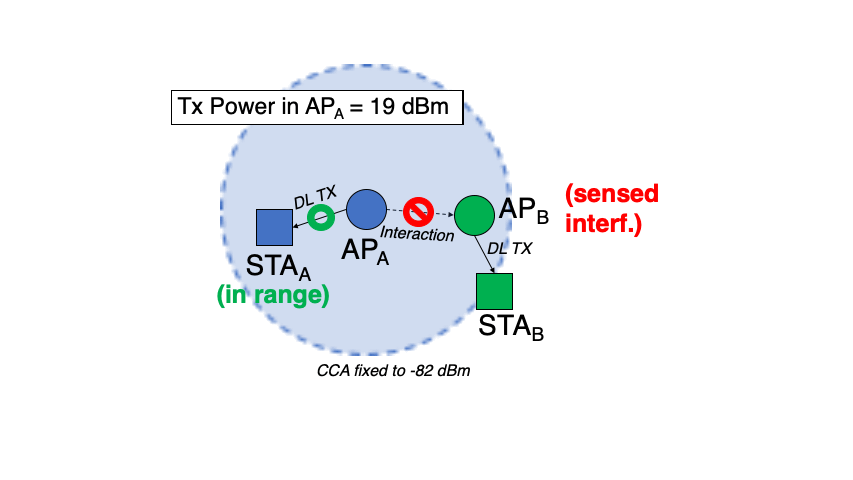 Tx Power in APA = 19 dBm
DL TX
(sensed
interf.)
APB
Interaction
APA
DL TX
STAA
(in range)
STAB
CCA fixed to -82 dBm